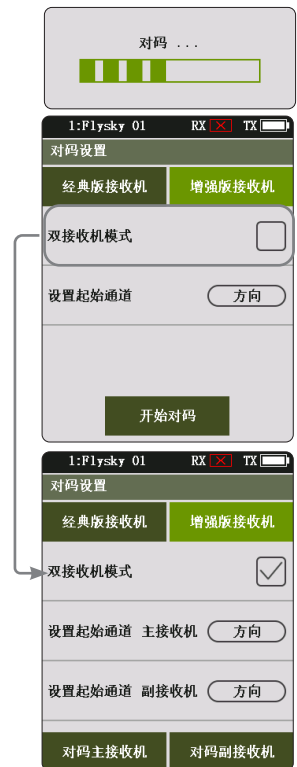 对码 ...
1:Flysky 01 RX TX
对码设置
经典版接收机 增强版接收机
双接收机模式
设置起始通道 方向
开始对码
1:Flysky 01 RX TX
对码设置
经典版接收机 增强版接收机
双接收机模式
设置起始通道 主接收机 方向
设置起始通道 副接收机 方向
对码主接收机 对码副接收机